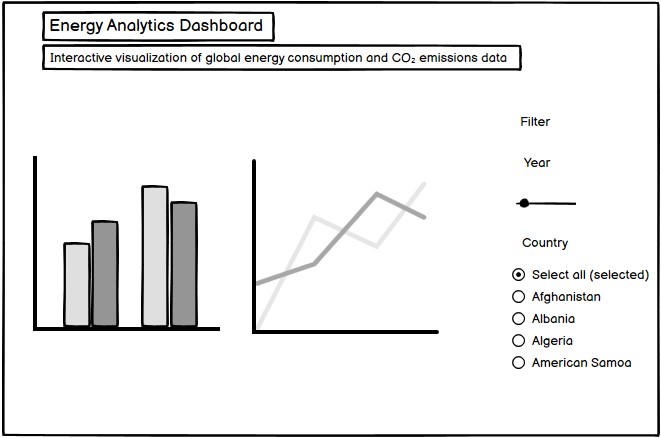 Energy Analytics Dashboard
Interactive visualization of global energy consumption and CO₂ emissions data
Filter
Year
Country
Select all (selected)
Afghanistan
Albania
Algeria
American Samoa